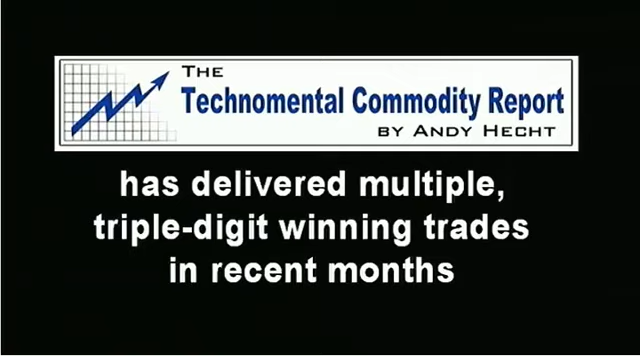 THE
Technomental Commodity Report
BY ANDY HECHT
has delivered multiple,
triple-digit winning trades
in recent months